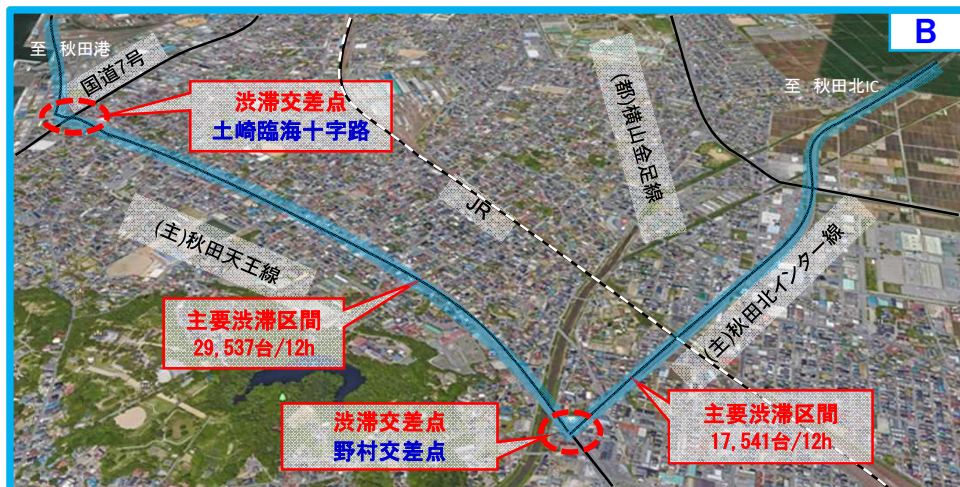 B
至 秋田港
国道7号
渋滞交差点
土崎臨海十字路
(都)横山金足線
至 秋田北IC
JR
(主)秋田天王線
主要渋滞区間
29,537台/12h
(主)秋田北インター線
渋滞交差点
野村交差点
主要渋滞区間
17,541台/12h